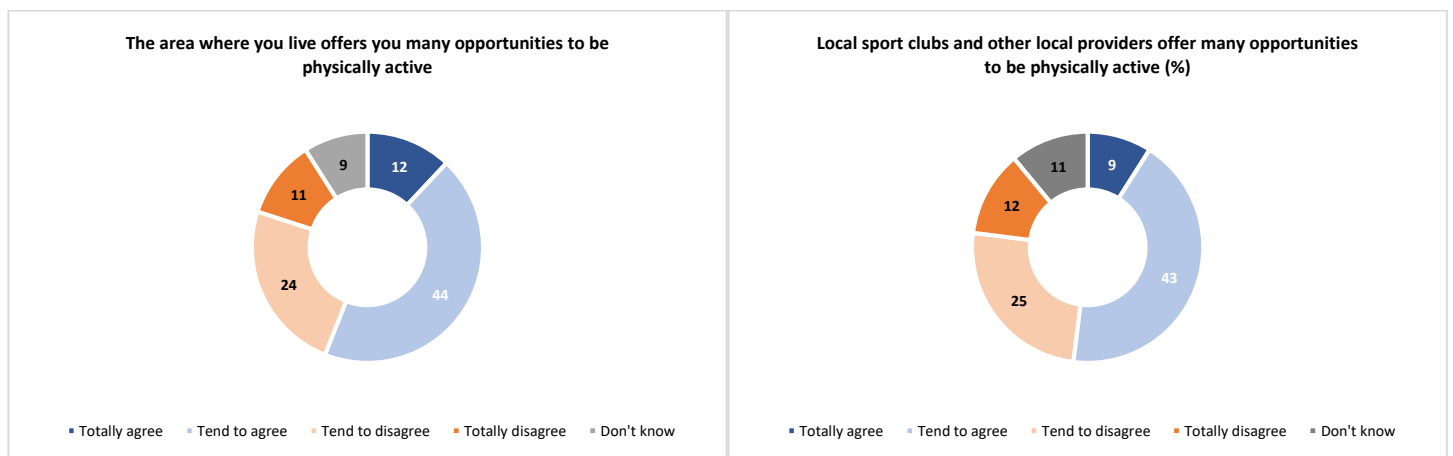 The area where you live offers you many opportunities to be
physically active
12
44
24
11
9
Totally agree Tend to agree Tend to disagree Totally disagree Don't know
Local sport clubs and other local providers offer many opportunities
to be physically active (%)
9
43
25
12
11
Totally agree Tend to agree Tend to disagree Totally disagree Don't know